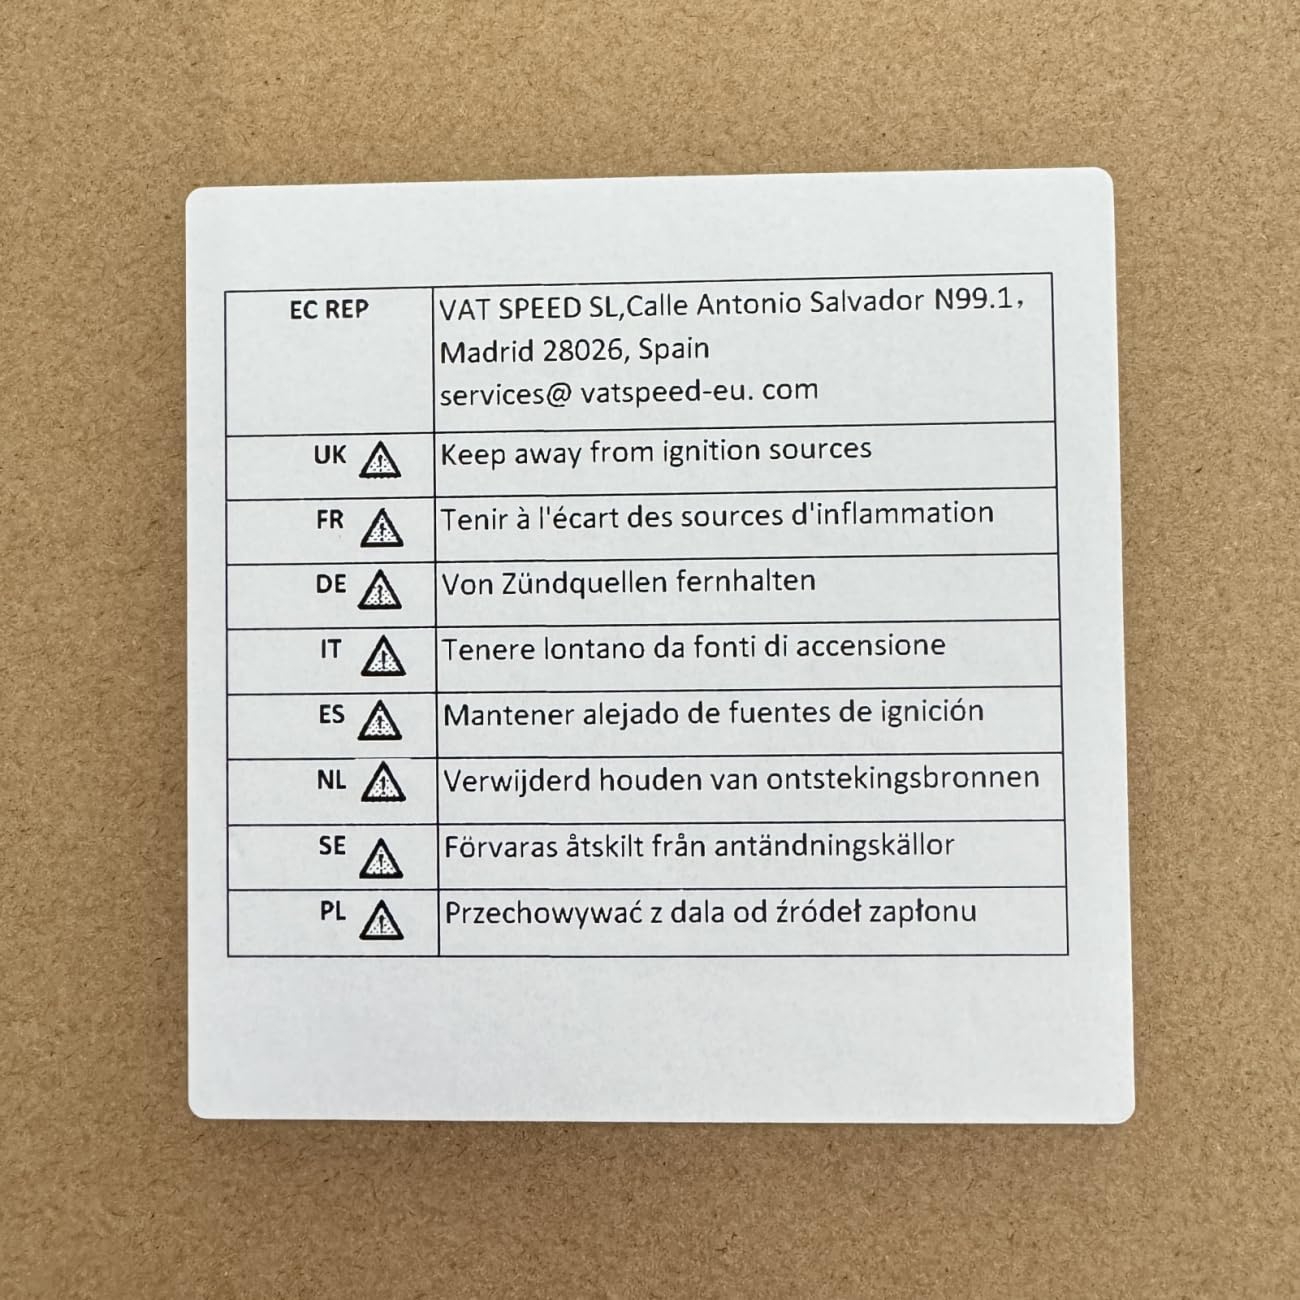 EC REP
VAT SPEED SL,Calle Antonio Salvador N99.1,
Madrid 28026, Spain
services@ vatspeed-eu. com
UK Keep away from ignition sources
FR Tenir à l'écart des sources d'inflammation
DE Von Zündquellen fernhalten
IT Tenere lontano da fonti di accensione
ES Mantener alejado de fuentes de ignición
NL Verwijderd houden van ontstekingsbronnen
SE Förvaras åtskilt från antändningskällor
PL Przechowywać z dala od źródeł zapłonu